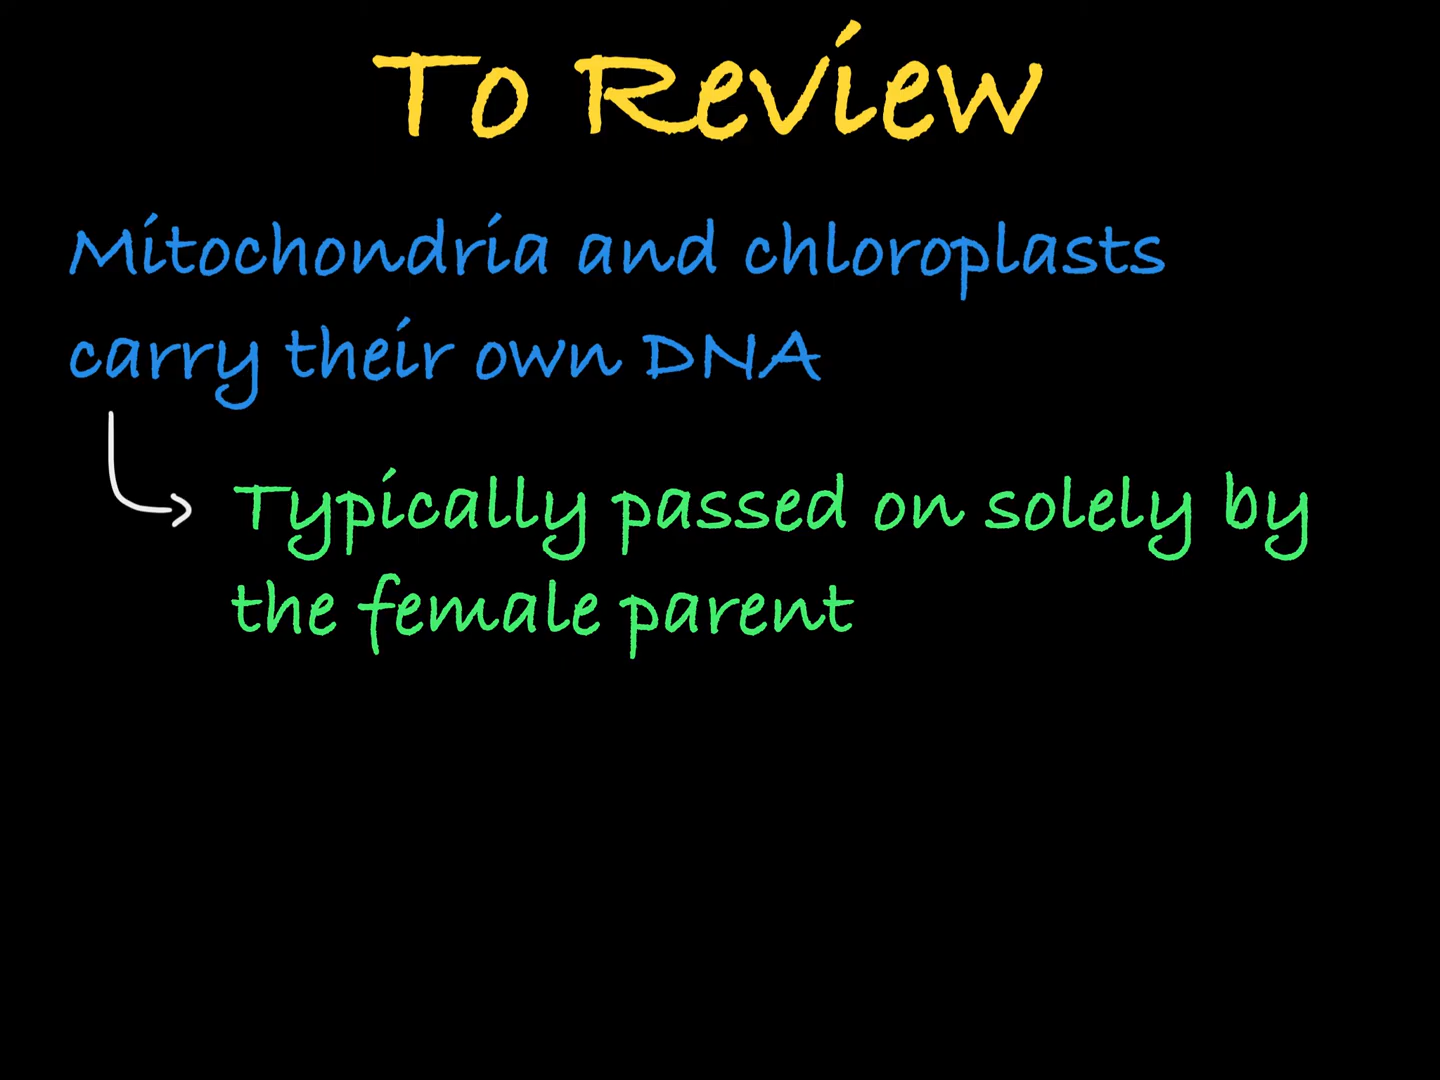 To Review
Mitochondria and chloroplasts
carry their own DNA
Typically passed on solely by
the female parent